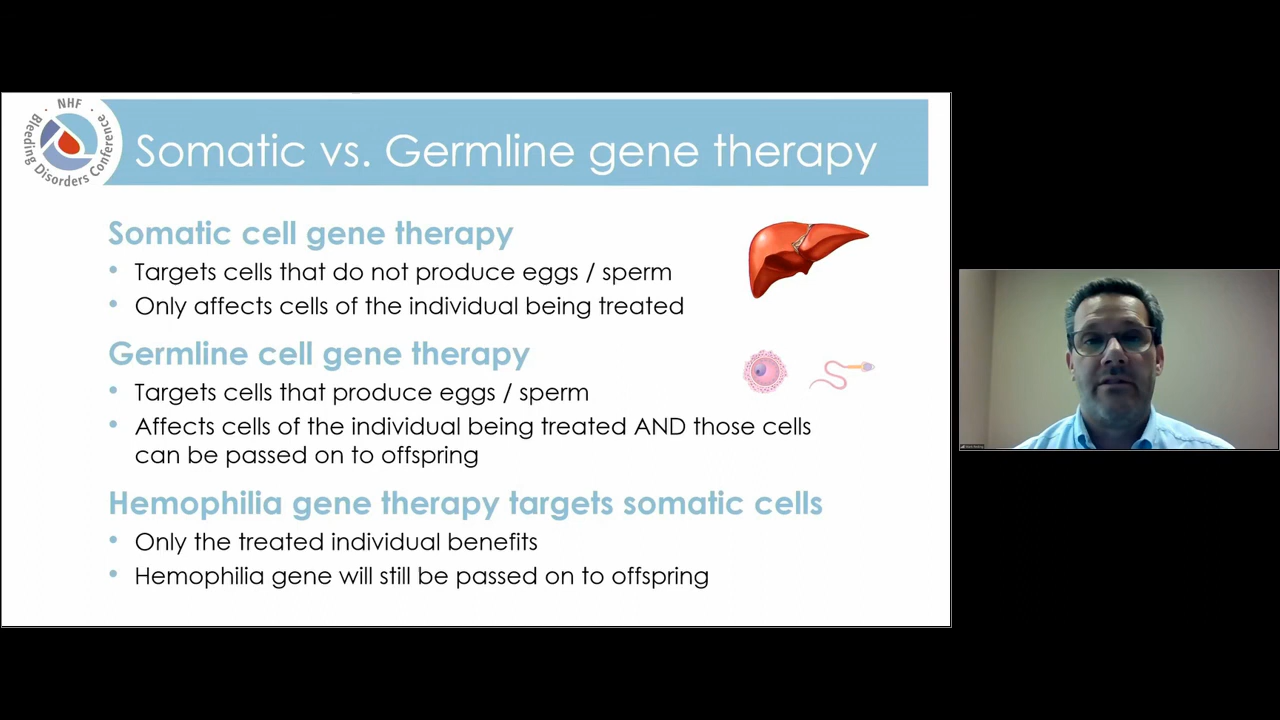 · NHF ·
Bleeding Disorders Conference
Somatic vs. Germline gene therapy
Somatic cell gene therapy
• Targets cells that do not produce eggs / sperm
• Only affects cells of the individual being treated
Germline cell gene therapy
• Targets cells that produce eggs / sperm
• Affects cells of the individual being treated AND those cells
can be passed on to offspring
Hemophilia gene therapy targets somatic cells
• Only the treated individual benefits
• Hemophilia gene will still be passed on to offspring